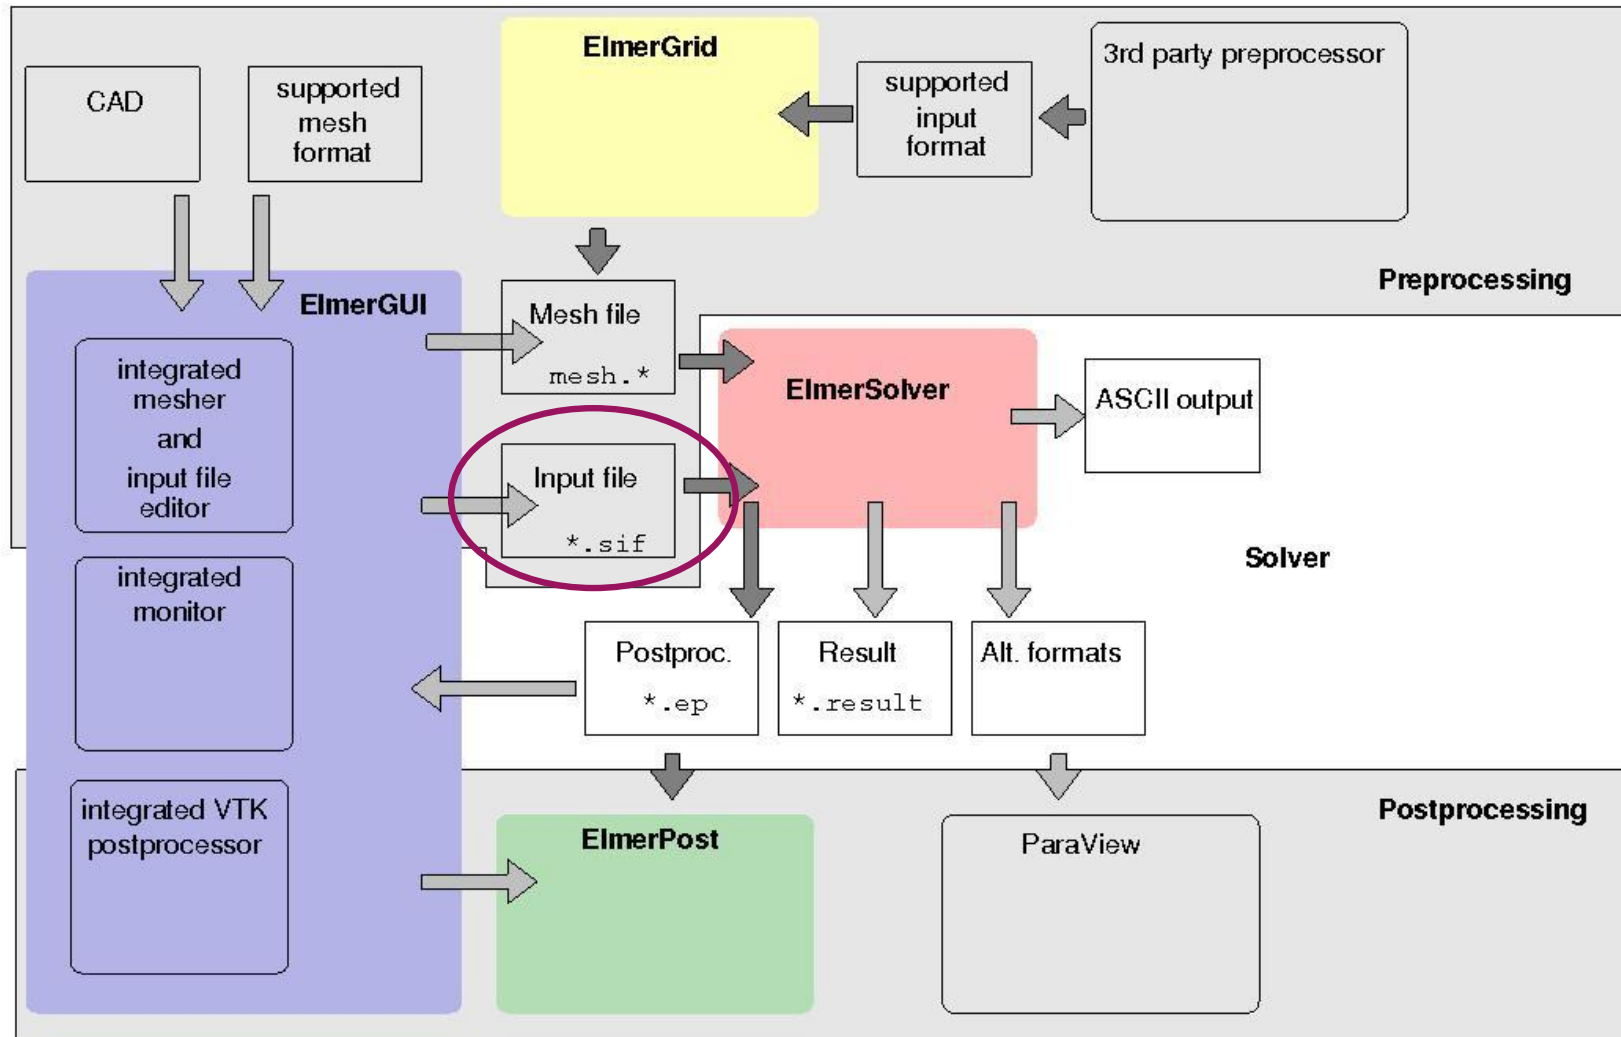 ElmerGrid
3rd party preprocessor
CAD
supported
mesh
format
supported
input
format
Preprocessing
ElmerGUI
Mesh file
mesh.*
integrated
mesher
and
input file
editor
ElmerSolver
ASCII output
Input file
*.sif
Solver
integrated
monitor
Postproc.
*.ep
Result
*.result
Alt. formats
integrated VTK
postprocessor
ElmerPost
ParaView
Postprocessing